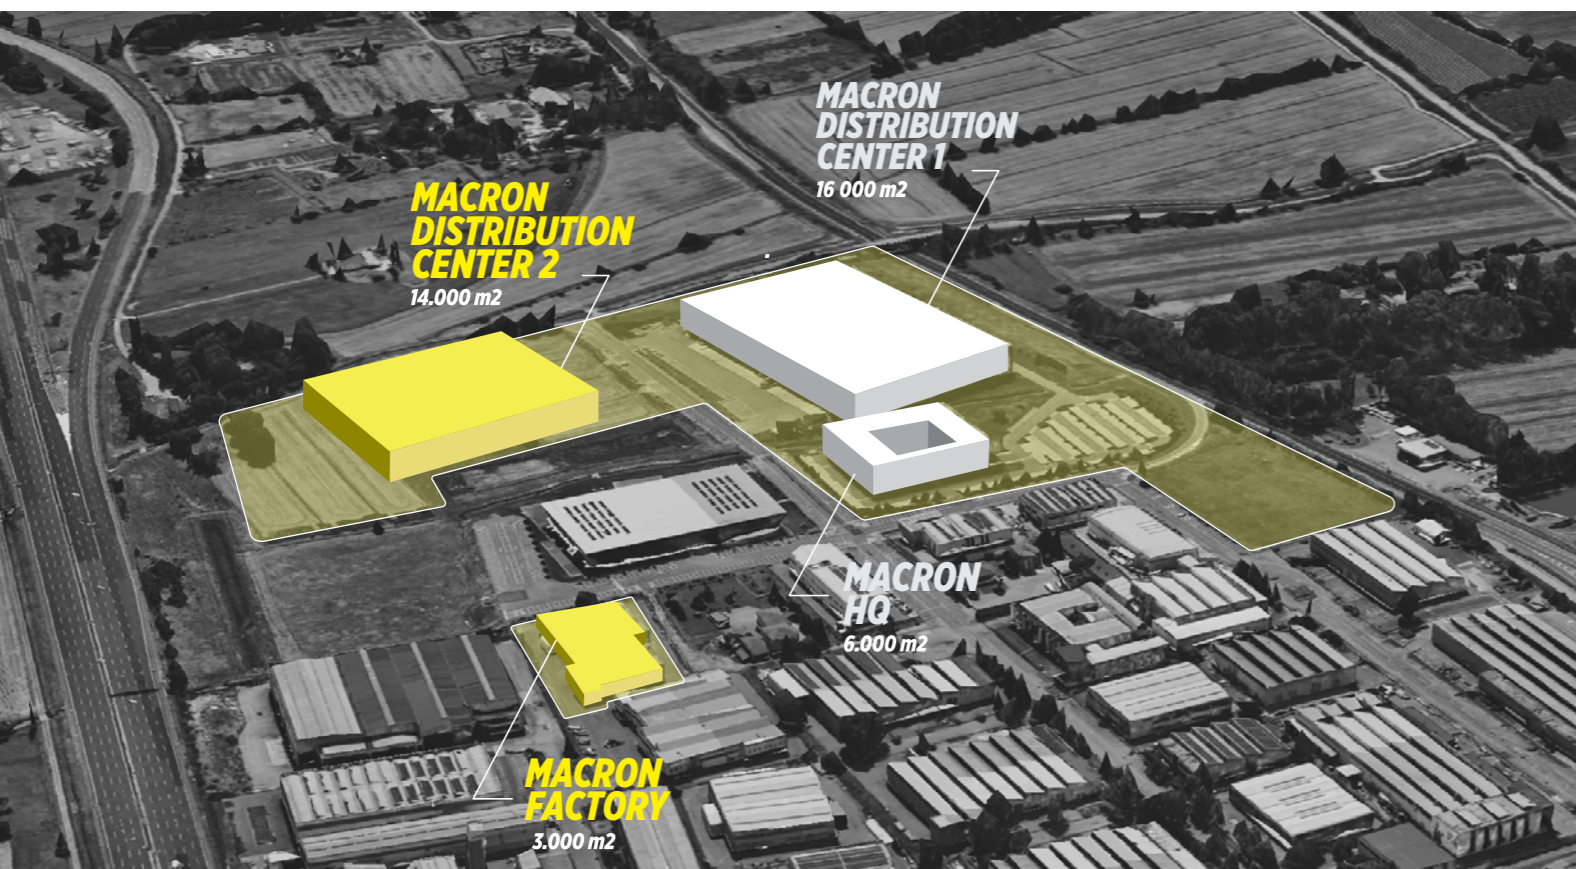 MACRON
DISTRIBUTION
CENTER 1
16 000 m2
MACRON
DISTRIBUTION
CENTER 2
14.000 m2
MACRON
HQ
6.000 m2
MACRON
FACTORY
3.000 m2